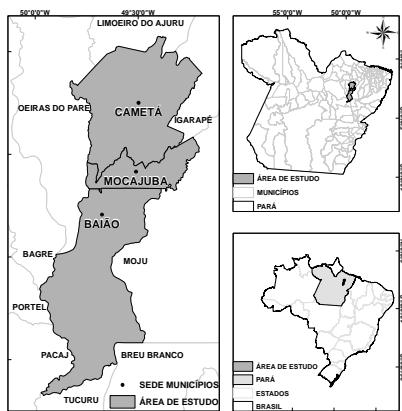 50°0'0"W 49°30'0"W
LIMOEIRO DO AJURU
CAMETÁ
OEIRAS DO PARÉ
IGARAPÉ
MOCAJUBA
BAIÃO
BAGRE
MOJU
PORTEL
PACAJ
BREU BRANCO
SEDE MUNICÍPIOS
TUCURU
ÁREA DE ESTUDO
55°0'0"W 50°0'0"W
ÁREA DE ESTUDO
MUNICÍPIOS
PARÁ
ÁREA DE ESTUDO
PARÁ
ESTADOS
BRASIL